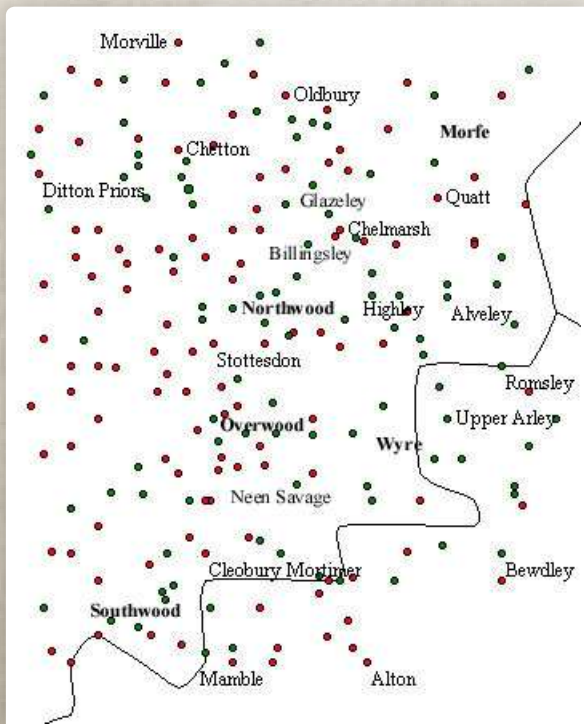 Morville
Oldbury
Morfe
Chetton
Ditton Priors
Glazeley
Quatt
Chelmarsh
Billingsley
Northwood
Highley
Alveley
Stottesdon
Romsley
Overwood
Upper Arley
Wyre
Neen Savage
Cleobury Mortimer
Bewdley
Southwood
Mamble
Alton